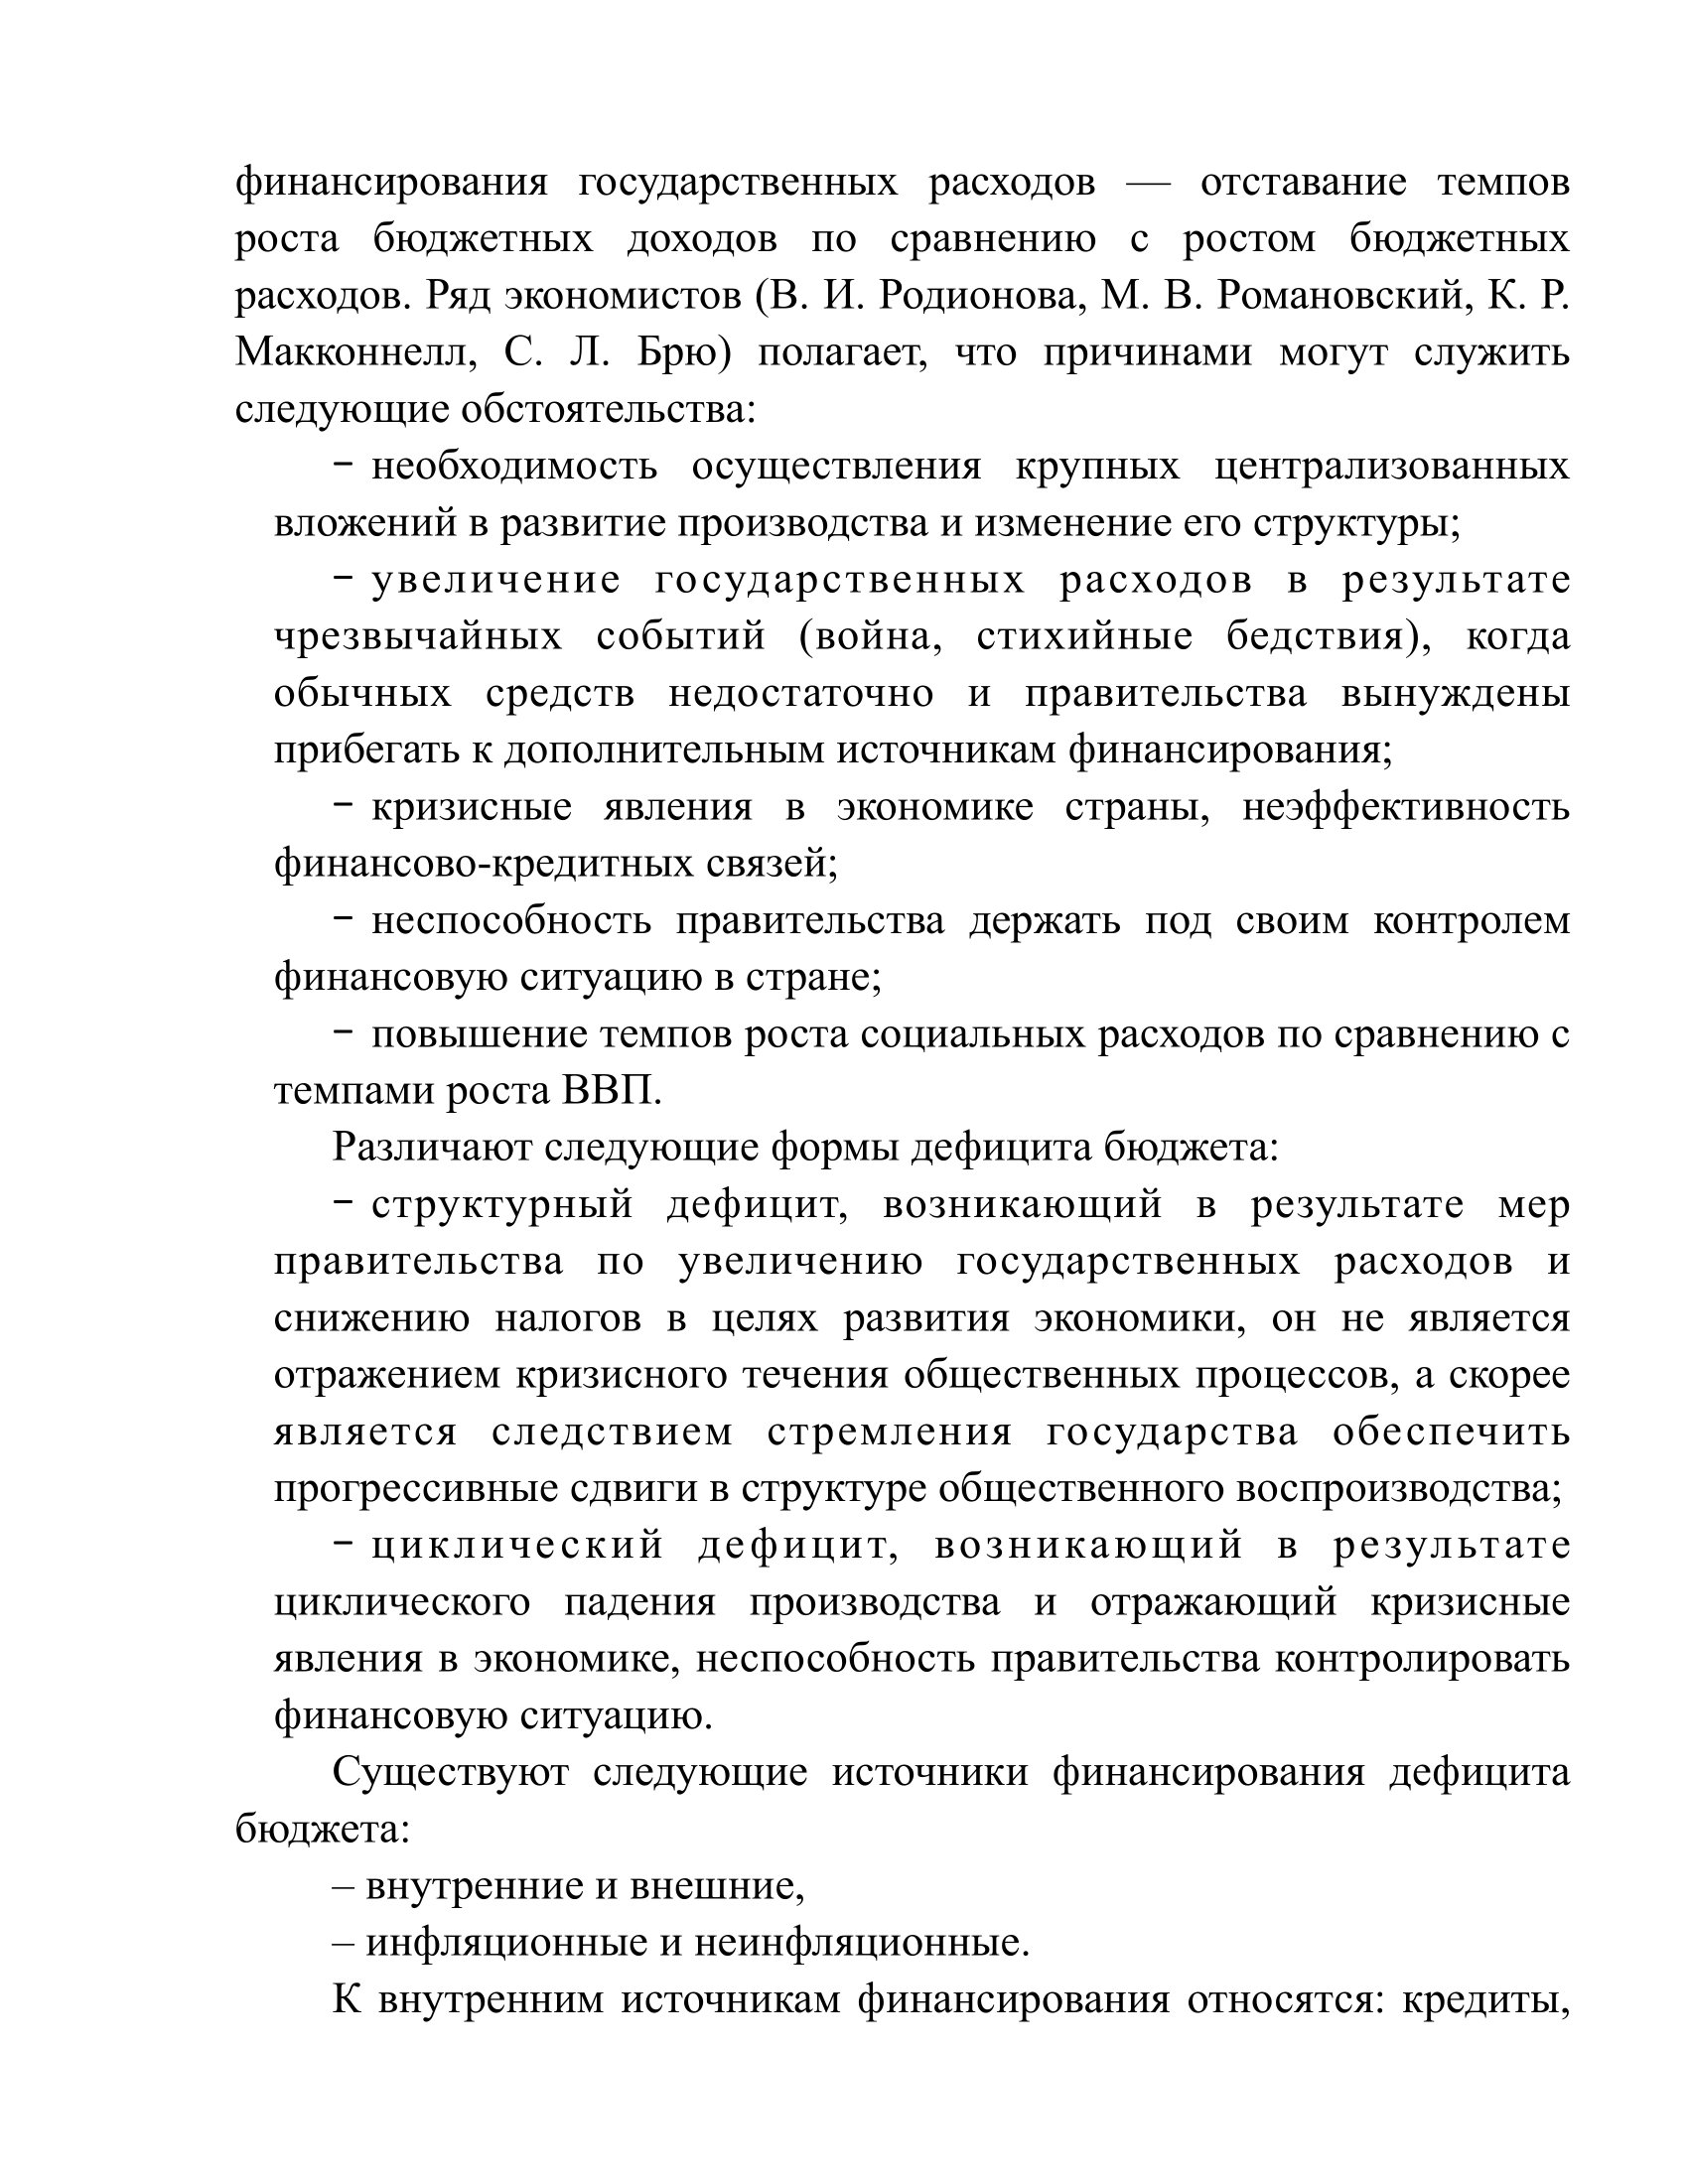 финансирования государственных расходов — отставание темпов
роста бюджетных доходов по сравнению с ростом бюджетных
расходов. Ряд экономистов (В. И. Родионова, М. В. Романовский, К. Р.
Макконнелл, С. Л. Брю) полагает, что причинами могут служить
следующие обстоятельства:
− необходимость осуществления крупных централизованных
вложений в развитие производства и изменение его структуры;
− увеличение государственных расходов в результате
чрезвычайных событий (война, стихийные бедствия), когда
обычных средств недостаточно и правительства вынуждены
прибегать к дополнительным источникам финансирования;
− кризисные явления в экономике страны, неэффективность
финансово-кредитных связей;
− неспособность правительства держать под своим контролем
финансовую ситуацию в стране;
− повышение темпов роста социальных расходов по сравнению с
темпами роста ВВП.
Различают следующие формы дефицита бюджета:
− структурный дефицит, возникающий в результате мер
правительства по увеличению государственных расходов и
снижению налогов в целях развития экономики, он не является
отражением кризисного течения общественных процессов, а скорее
является следствием стремления государства обеспечить
прогрессивные сдвиги в структуре общественного воспроизводства;
− циклический дефицит, возникающий в результате
циклического падения производства и отражающий кризисные
явления в экономике, неспособность правительства контролировать
финансовую ситуацию.
Существуют следующие источники финансирования дефицита
бюджета:
– внутренние и внешние,
– инфляционные и неинфляционные.
К внутренним источникам финансирования относятся: кредиты,